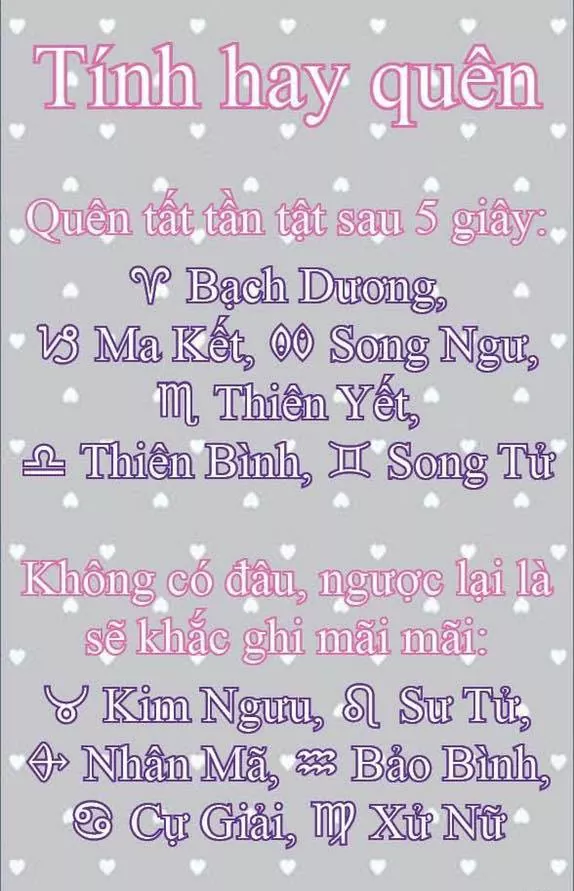 Tính hay quên
Quên tất tần tật sau 5 giây:
♈ Bạch Dương,
♑ Ma Kết, ♓ Song Ngư,
♏ Thiên Yết,
♎ Thiên Bình, ♊ Song Tử
Không có đâu, ngược lại là
sẽ khắc ghi mãi mãi:
♉ Kim Ngưu, ♌ Sư Tử,
♐ Nhân Mã, ♒ Bảo Bình,
♋ Cự Giải, ♍ Xử Nữ